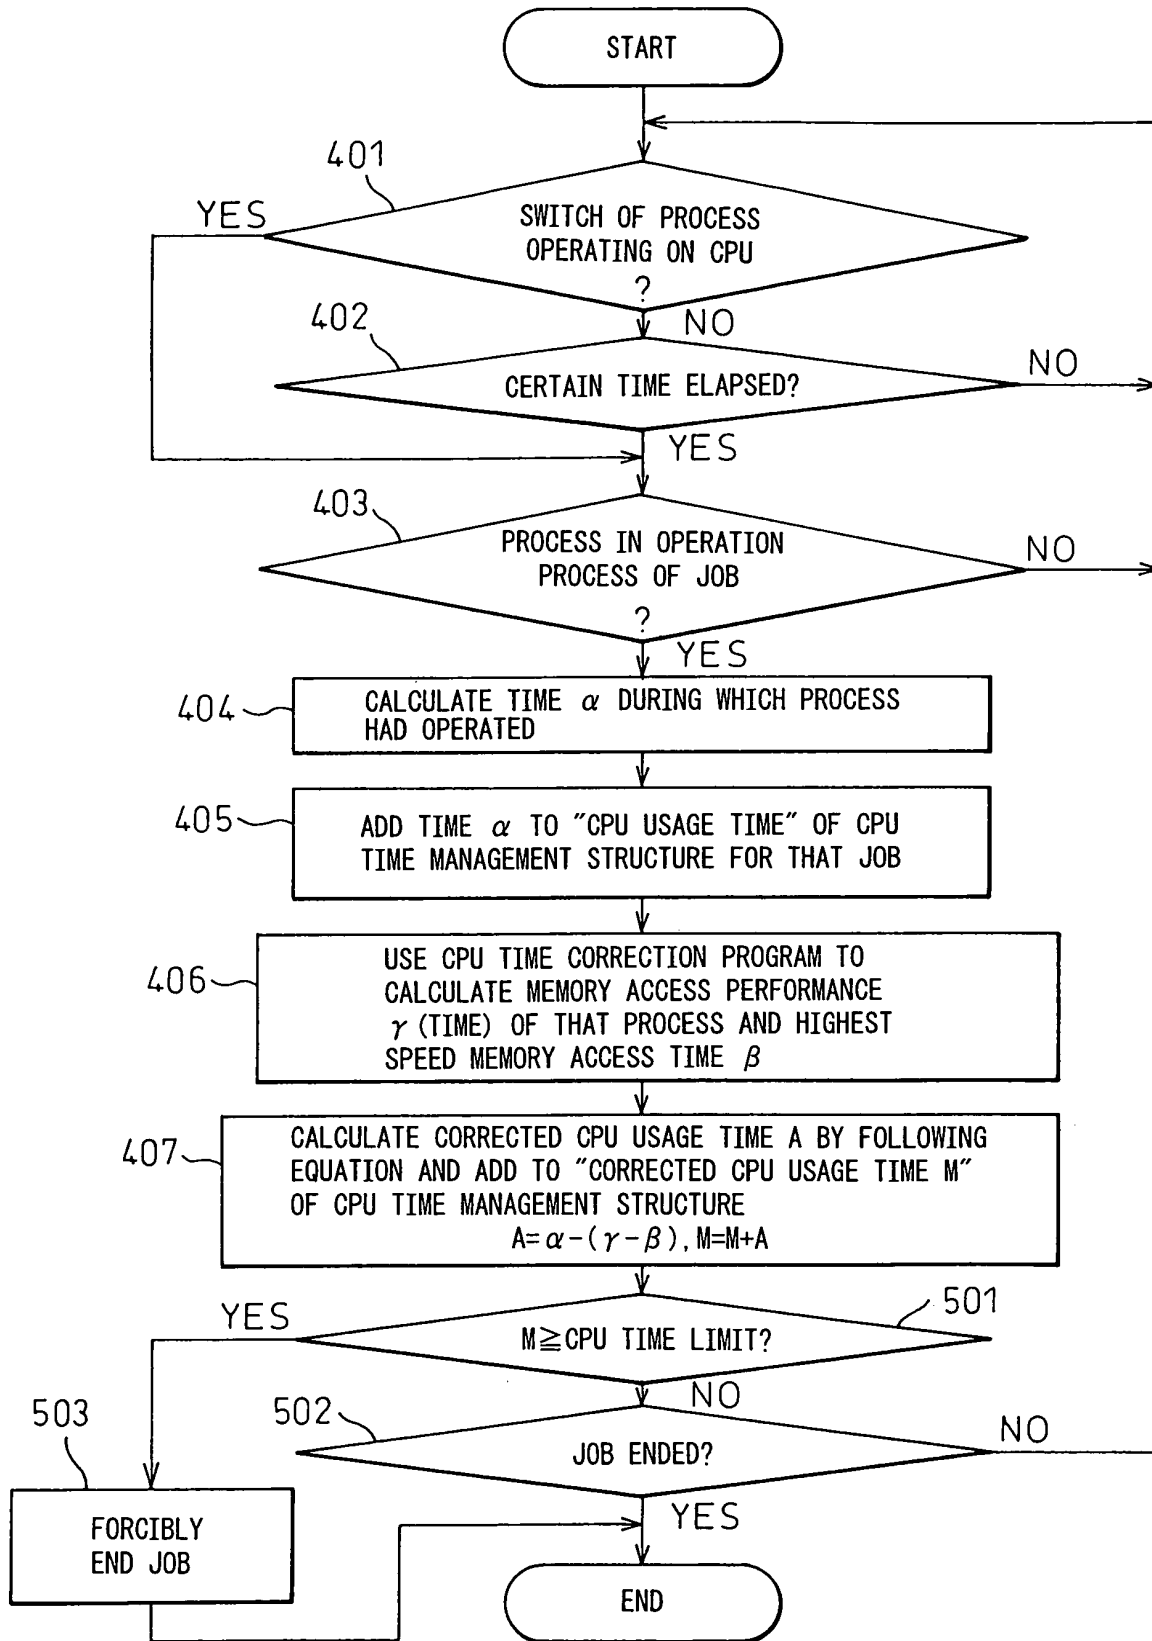 START
401
YES
SWITCH OF PROCESS
OPERATING ON CPU
?
402
NO
NO
CERTAIN TIME ELAPSED?
YES
403
PROCESS IN OPERATION
PROCESS OF JOB
?
NO
YES
404
CALCULATE TIME α DURING WHICH PROCESS
HAD OPERATED
405
ADD TIME α TO "CPU USAGE TIME" OF CPU
TIME MANAGEMENT STRUCTURE FOR THAT JOB
406
USE CPU TIME CORRECTION PROGRAM TO
CALCULATE MEMORY ACCESS PERFORMANCE
γ (TIME) OF THAT PROCESS AND HIGHEST
SPEED MEMORY ACCESS TIME β
407
CALCULATE CORRECTED CPU USAGE TIME A BY FOLLOWING
EQUATION AND ADD TO "CORRECTED CPU USAGE TIME M"
OF CPU TIME MANAGEMENT STRUCTURE
A=α-(γ-β), M=M+A
YES
501
M≧CPU TIME LIMIT?
NO
503
502
NO
JOB ENDED?
YES
FORCIBLY
END JOB
END